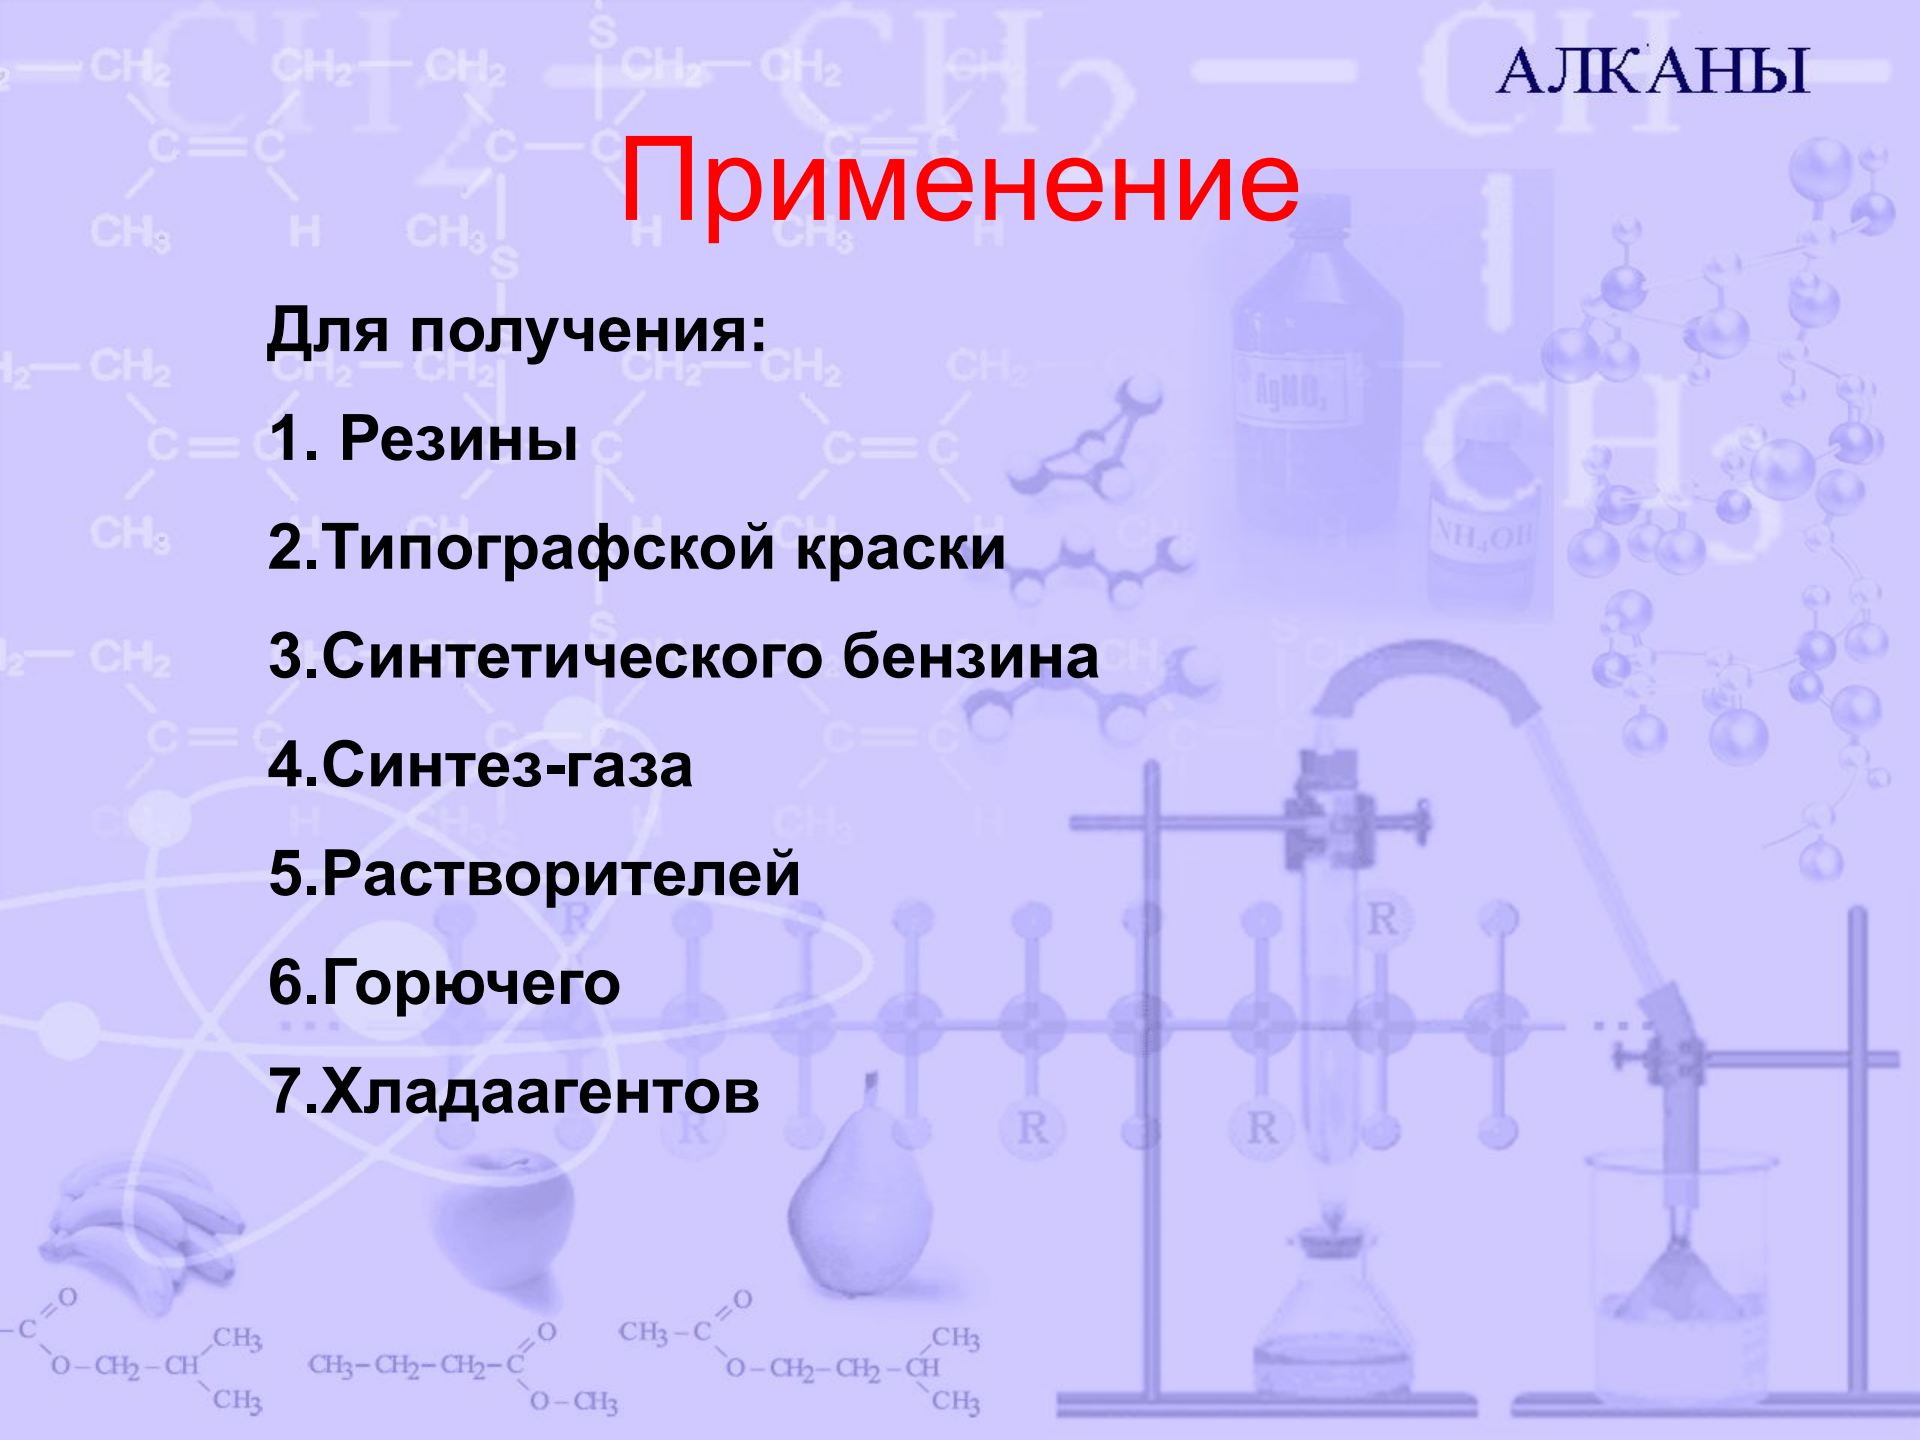 АЛКАНЫ
Применение
Для получения:
1. Резины
2.Типографской краски
3.Синтетического бензина
4.Синтез-газа
5.Растворителей
6.Горючего
7.Хладаагентов